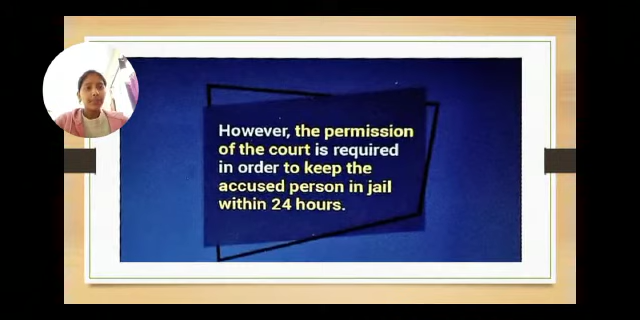 However, the permission
of the court is required
in order to keep the
accused person in jail
within 24 hours.